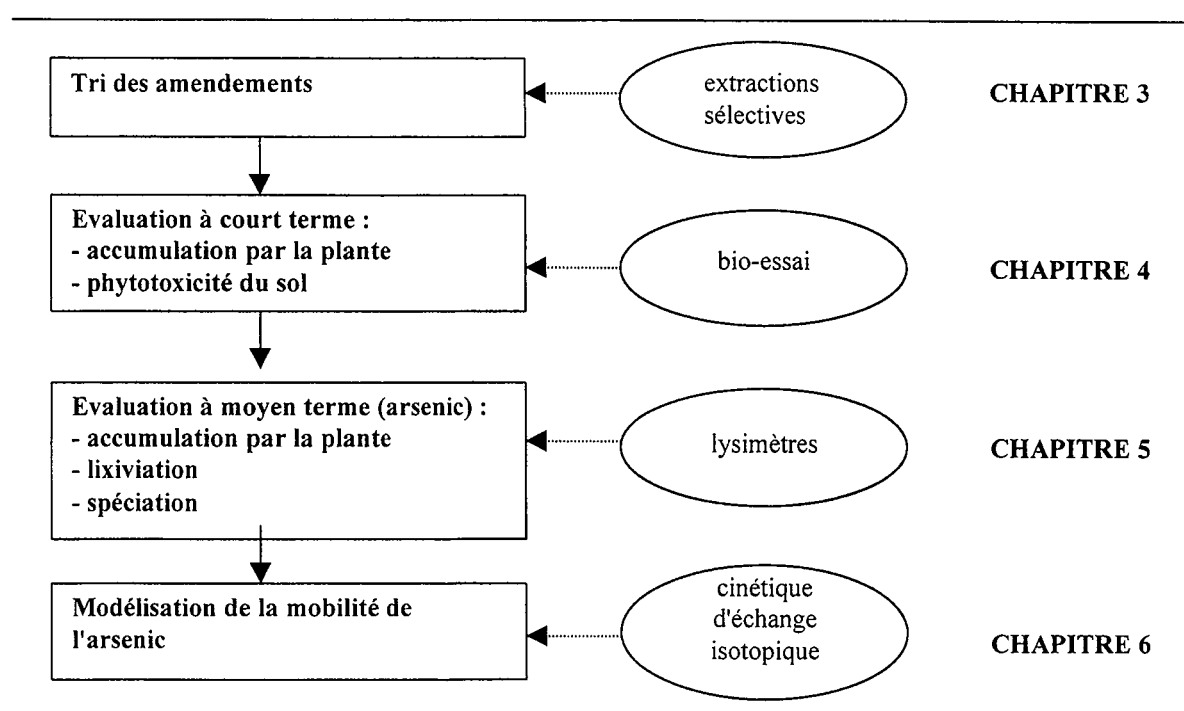 Tri des amendements
extractions
sélectives
CHAPITRE 3
Evaluation à court terme :
- accumulation par la plante
- phytotoxicité du sol
bio-essai
CHAPITRE 4
Evaluation à moyen terme (arsenic) :
- accumulation par la plante
- lixiviation
- spéciation
lysimètres
CHAPITRE 5
Modélisation de la mobilité de
l'arsenic
cinétique
d'échange
isotopique
CHAPITRE 6